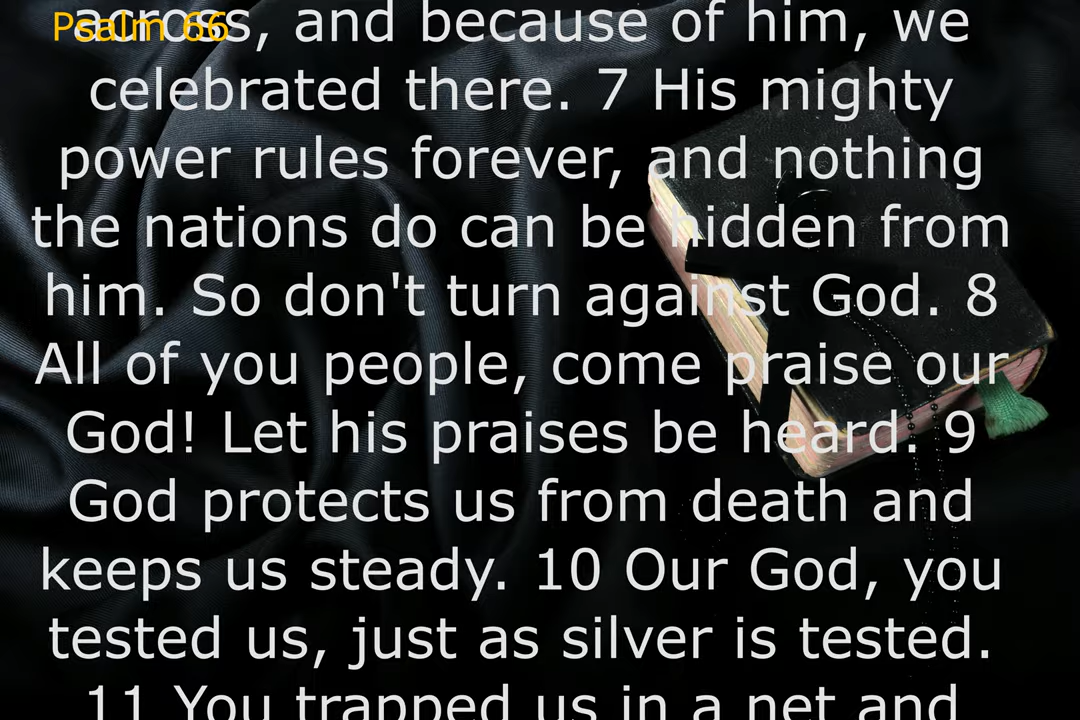 Psalm 66
across, and because of him, we
celebrated there. 7 His mighty
power rules forever, and nothing
the nations do can be hidden from
him. So don't turn against God. 8
All of you people, come praise our
God! Let his praises be heard. 9
God protects us from death and
keeps us steady. 10 Our God, you
tested us, just as silver is tested.
11 You trapped us in a net and